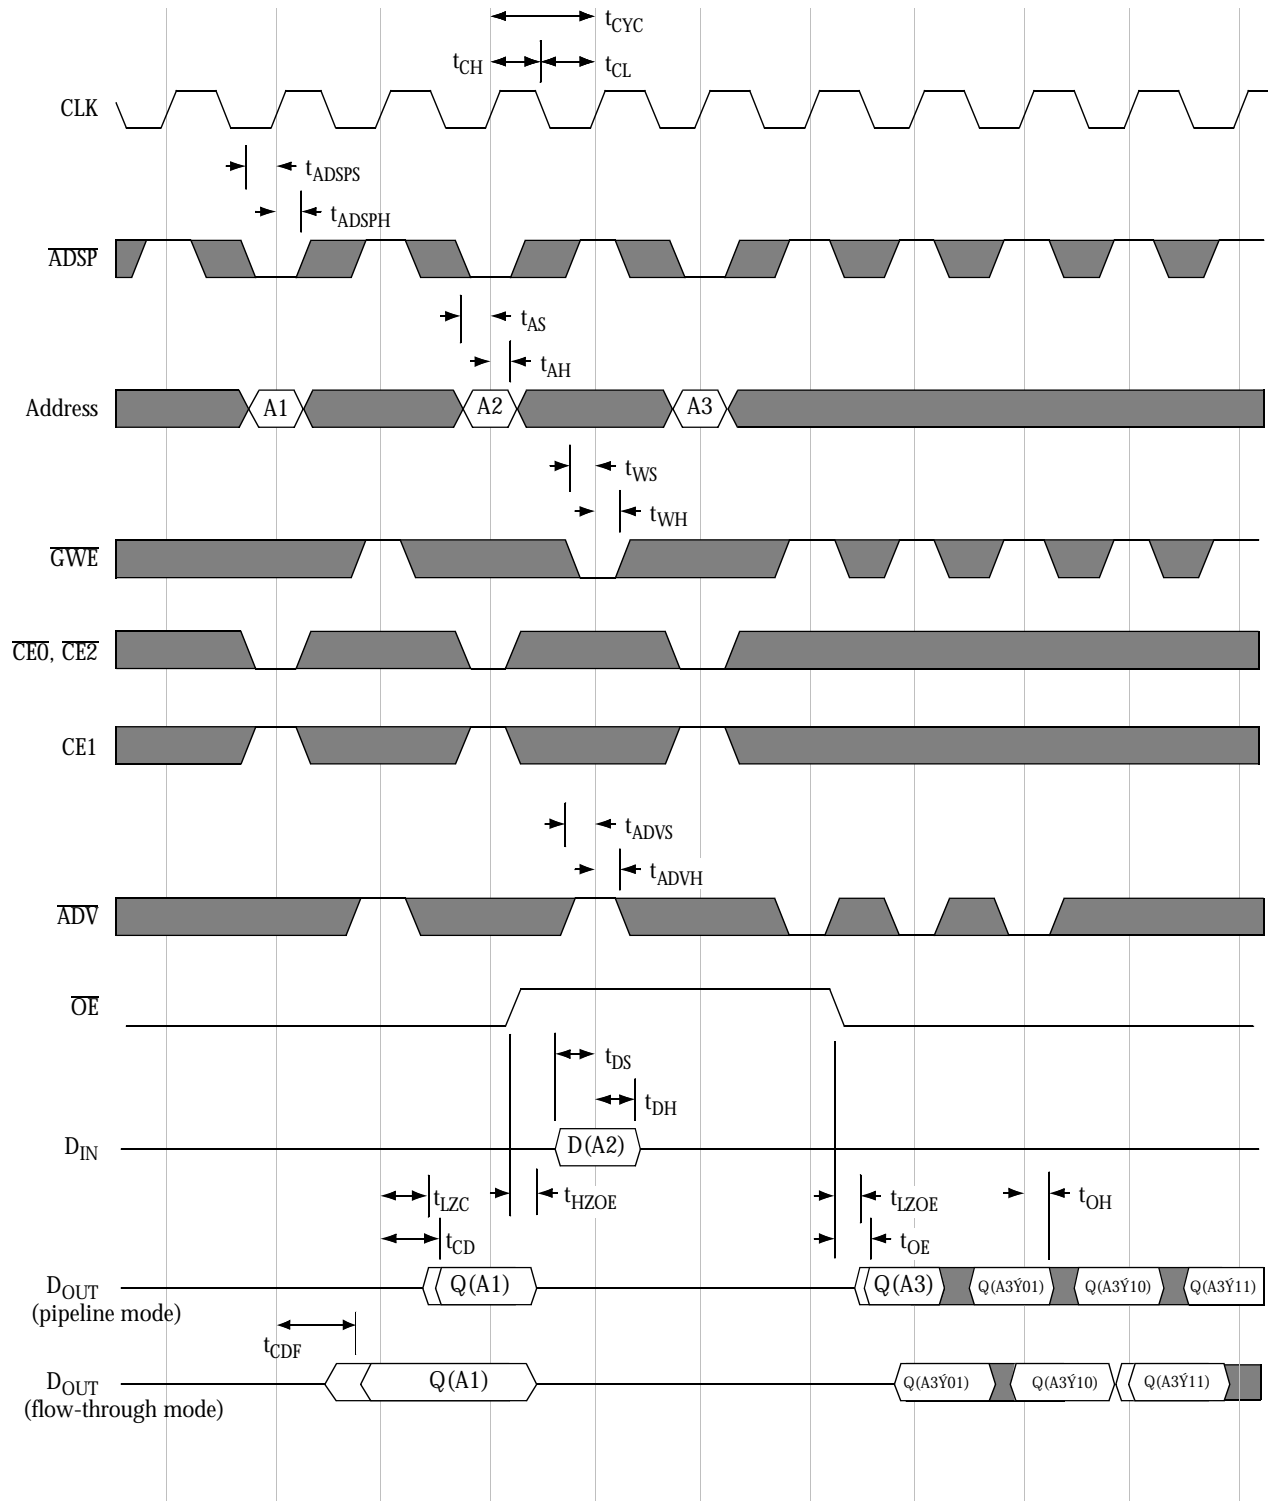 tCYC
tCH tCL
CLK
tADSPS
tADSPH
ADSP
tAS
tAH
Address A1 A2 A3
tWS
tWH
GWE
CE0, CE2
CE1
tADVS
tADVH
ADV
OE
tDS
tDH
DIN D(A2)
tLZC tHZOE tLZOE tOH
tCD tOE
DOUT Q(A1) Q(A3) Q(A3Ý01) Q(A3Ý10) Q(A3Ý11)
(pipeline mode)
tCDF
DOUT Q(A1) Q(A3Ý01) Q(A3Ý10) Q(A3Ý11)
(flow-through mode)